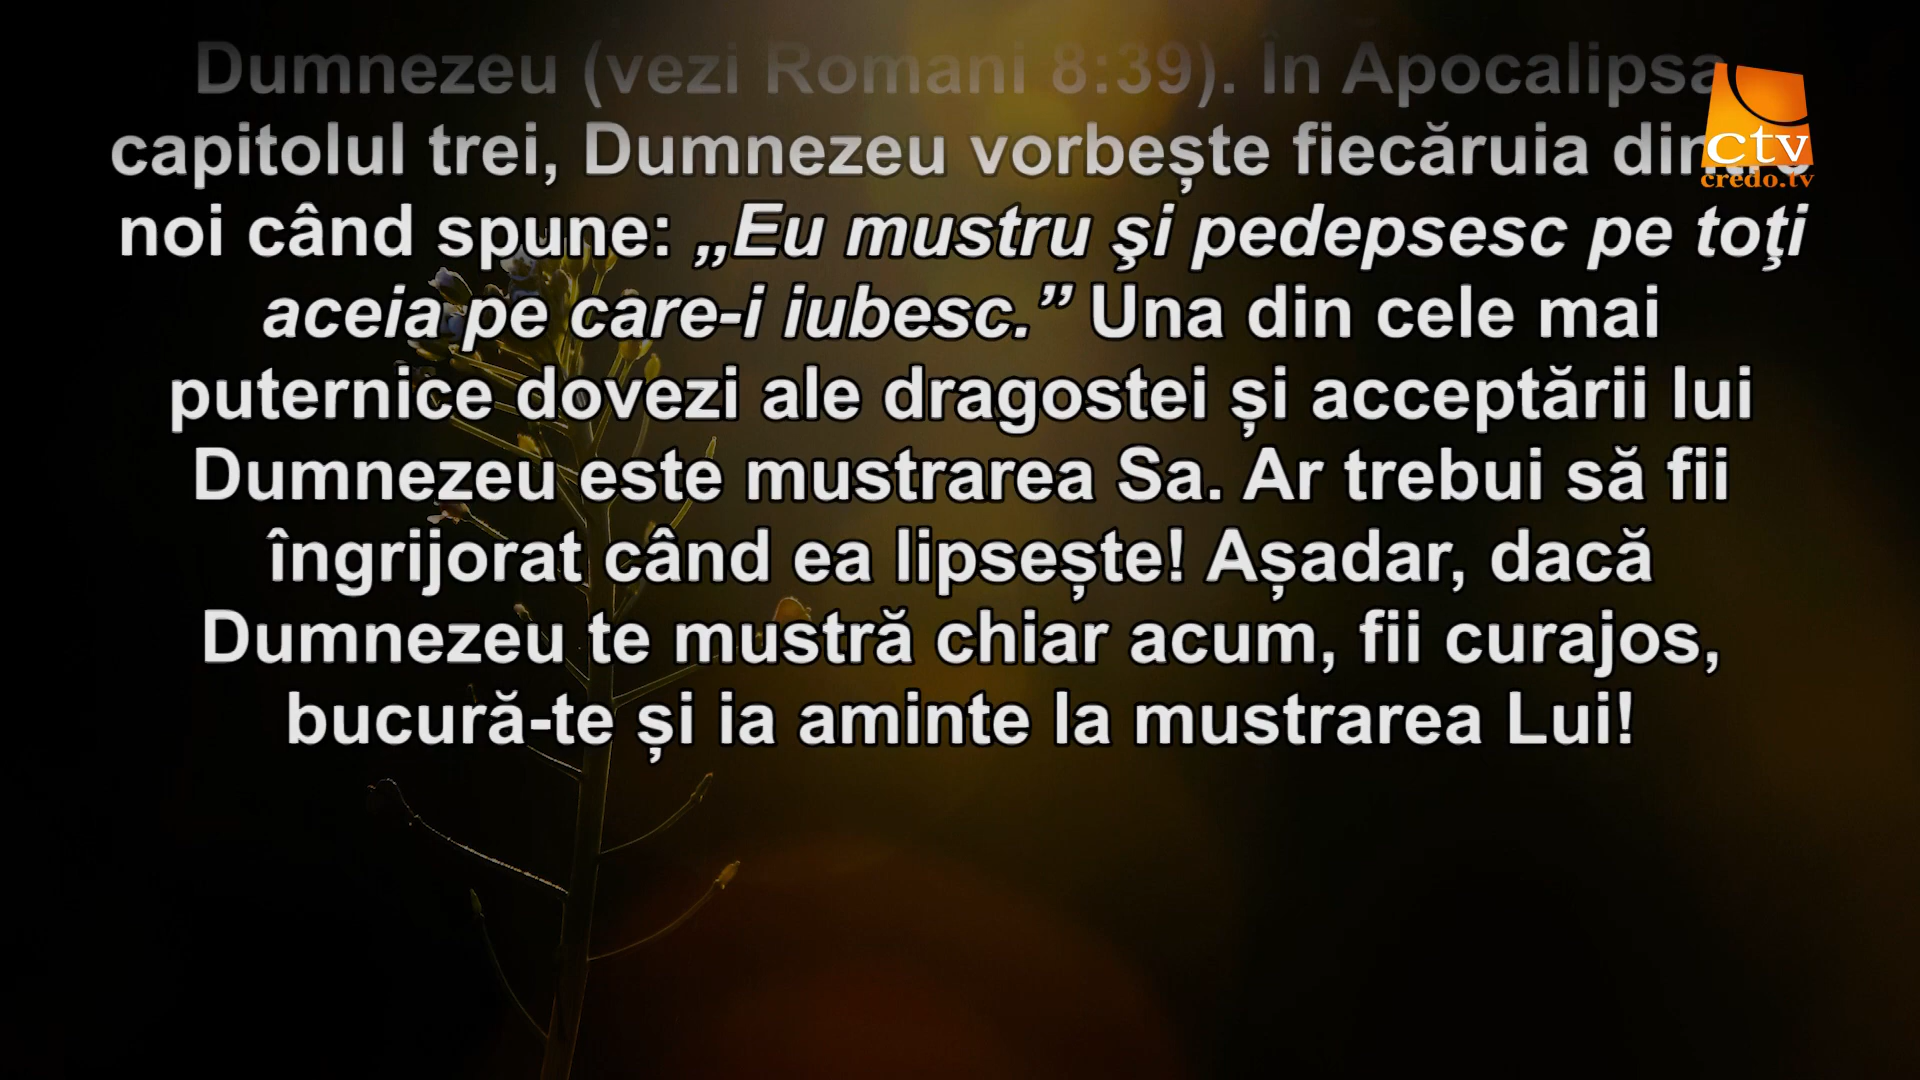 Dumnezeu (vezi Romani 8:39). În Apocalipsa
capitolul trei, Dumnezeu vorbește fiecăruia dintre
noi când spune: „Eu mustru şi pedepsesc pe toţi
aceia pe care-i iubesc.” Una din cele mai
puternice dovezi ale dragostei și acceptării lui
Dumnezeu este mustrarea Sa. Ar trebui să fii
îngrijorat când ea lipsește! Așadar, dacă
Dumnezeu te mustră chiar acum, fii curajos,
bucură-te și ia aminte la mustrarea Lui!
ctv
credo.tv